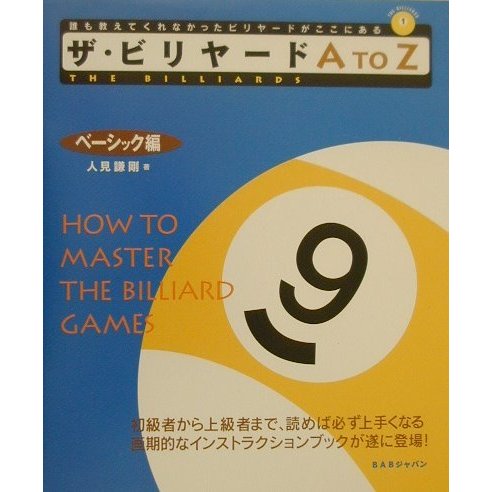 誰も教えてくれなかったビリヤードがここにある
THE BILLIARDS
1
ザ・ビリヤード A TO Z
THE BILLIARDS
ベーシック編
人見謙剛 著
HOW TO
MASTER
THE BILLIARD
GAMES
9
初級者から上級者まで、読めば必ず上手くなる
画期的なインストラクションブックが遂に登場!
BABジャパン